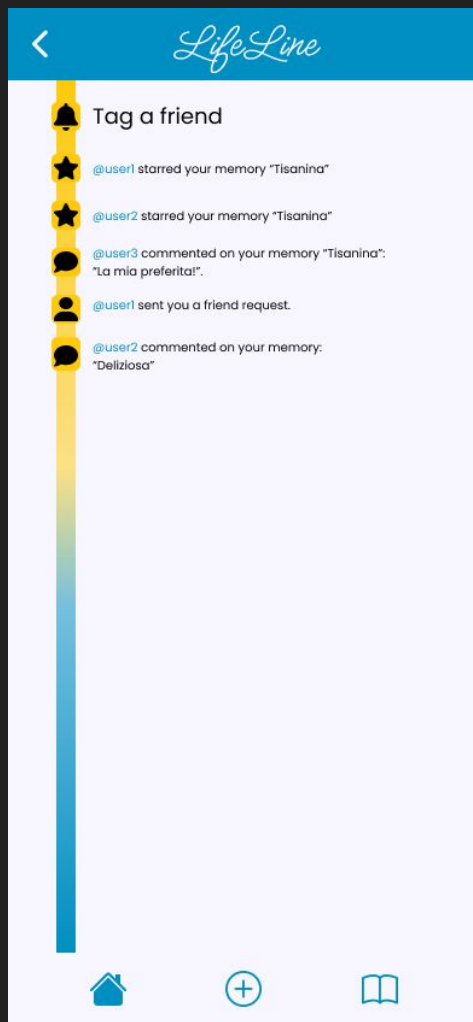 LifeLine
Tag a friend
@user1 starred your memory “Tisanina”
@user2 starred your memory “Tisanina”
@user3 commented on your memory “Tisanina”:
“La mia preferita!”.
@user1 sent you a friend request.
@user2 commented on your memory:
“Deliziosa”